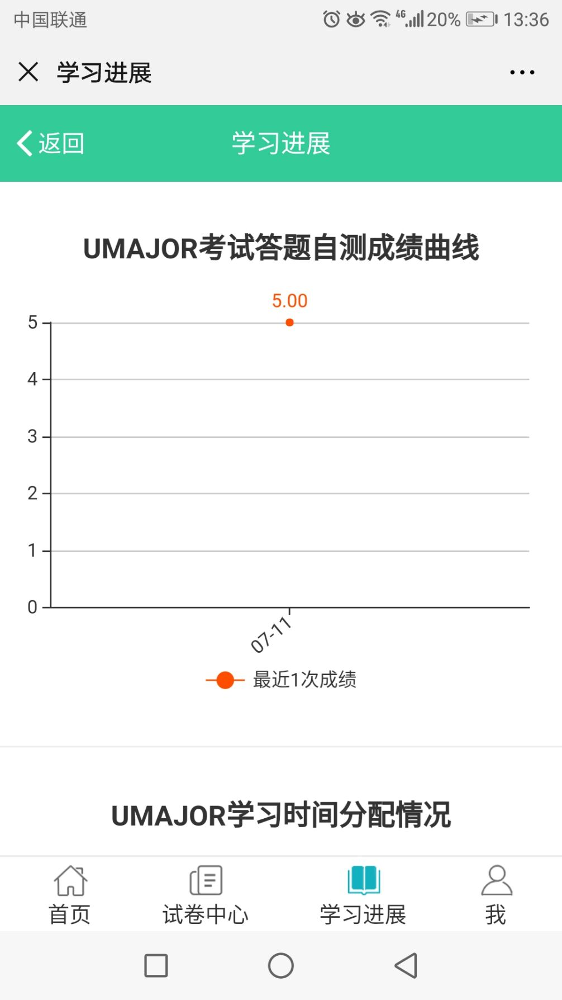 中国联通 4G 20% 13:36
学习进展
返回 学习进展
UMAJOR考试答题自测成绩曲线
5.00
5
4
3
2
1
0
07-11
最近1次成绩
UMAJOR学习时间分配情况
首页 试卷中心 学习进展 我